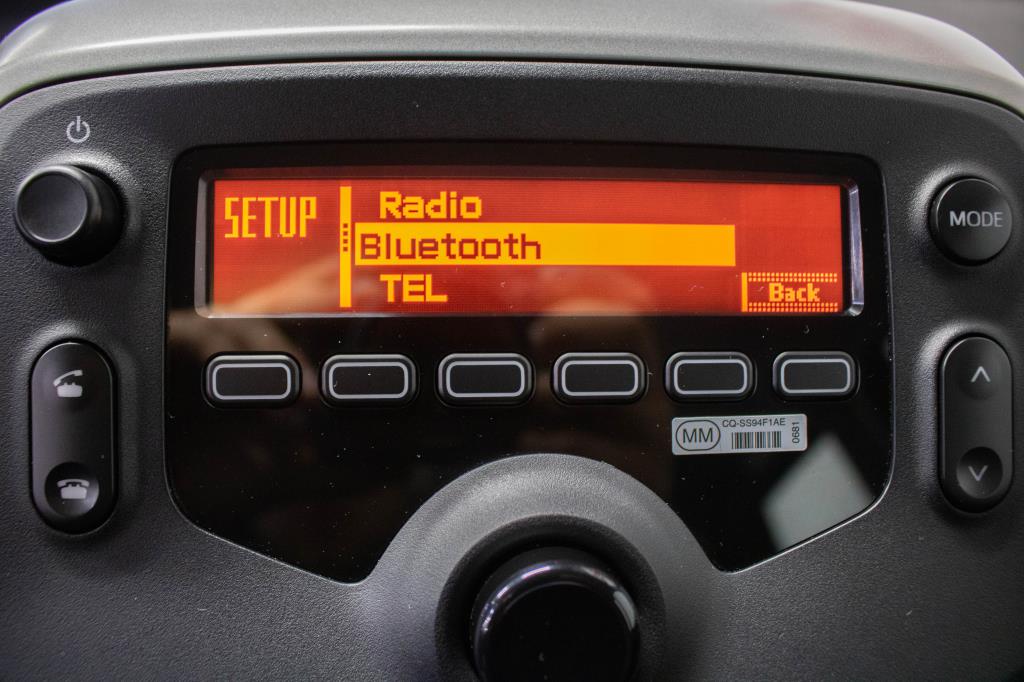 SETUP
Radio
Bluetooth
TEL
Back
MODE
MM
CQ-SS94F1AE
0681